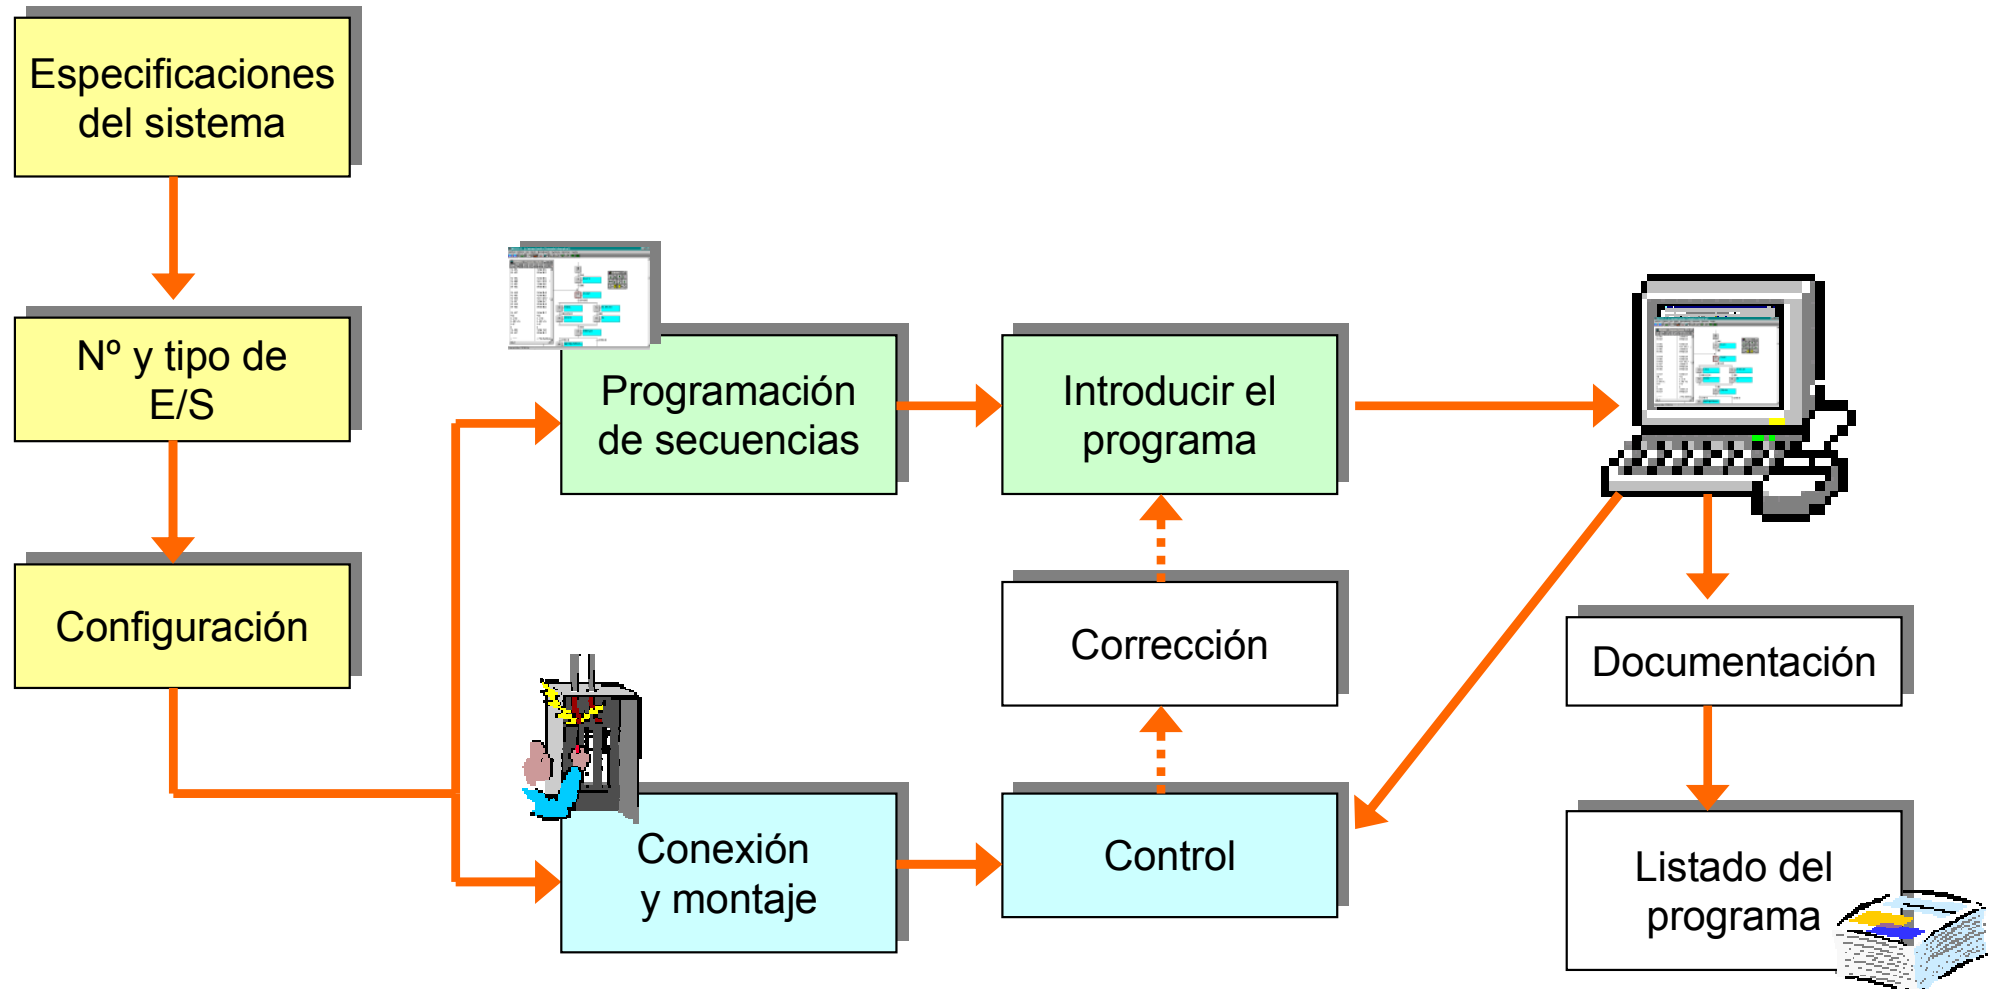 Especificaciones
del sistema
Nº y tipo de
E/S
Configuración
Programación
de secuencias
Introducir el
programa
Corrección
Conexión
y montaje
Control
Documentación
Listado del
programa